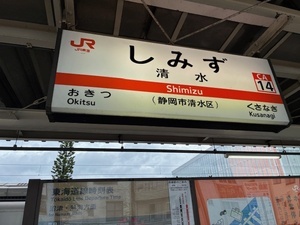 JR
しみず
清水
CA
14
Shimizu
おきつ
Okitsu
(静岡市清水区)
くさなぎ
Kusanagi